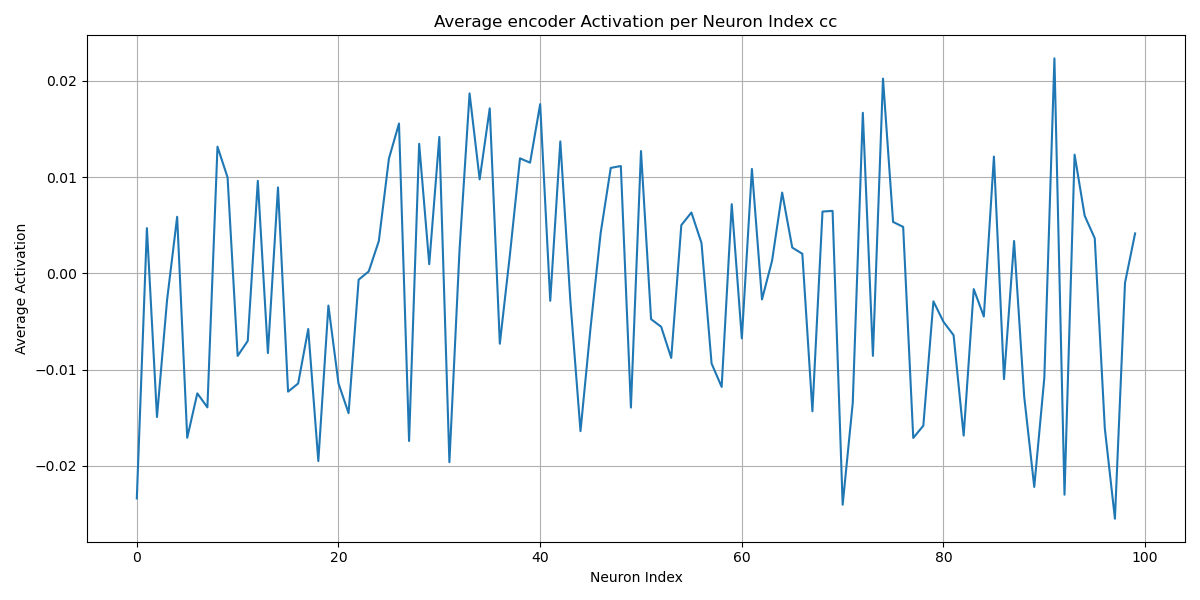 Average encoder Activation per Neuron Index cc
0.02
0.01
0.00
−0.01
−0.02
Average Activation
0 20 40 60 80 100
Neuron Index